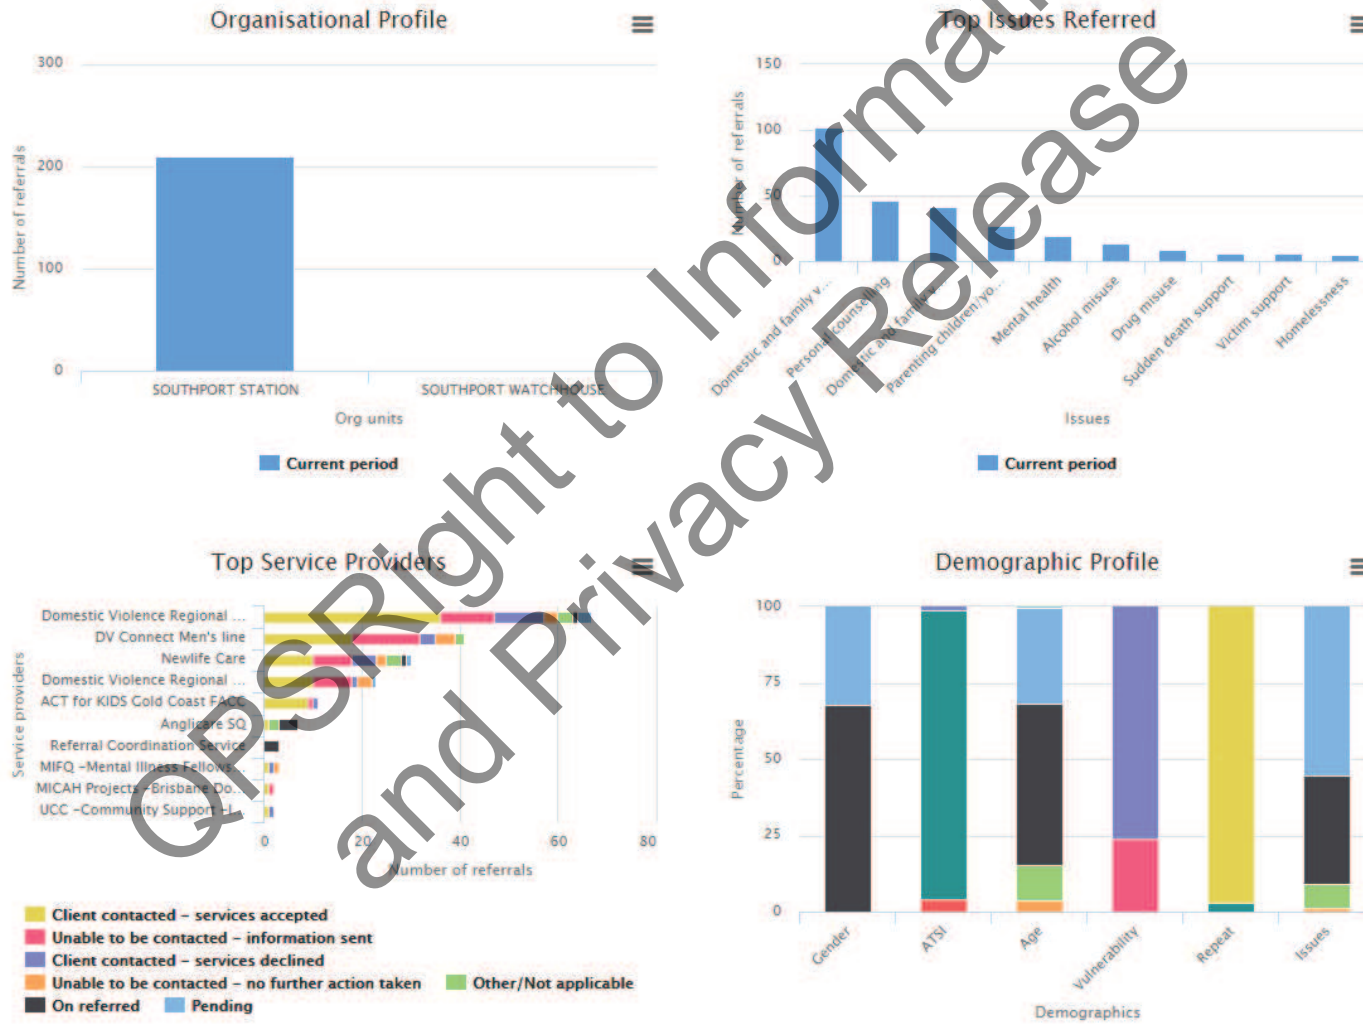 Organisational Profile
300
200
100
0
Number of referrals
SOUTHPORT STATION
SOUTHPORT WATCHHOUSE
Org units
Current period
Top Issues Referred
150
100
50
0
Number of referrals
Domestic and family v...
Personal counselling
Domestic and family v...
Parenting children/yo...
Mental health
Alcohol misuse
Drug misuse
Sudden death support
Victim support
Homelessness
Issues
Current period
Top Service Providers
Service providers
Domestic Violence Regional ...
DV Connect Men's line
Newlife Care
Domestic Violence Regional ...
ACT for KIDS Gold Coast FACC
Anglicare SQ
Referral Coordination Service
MIFQ -Mental Illness Fellows...
MICAH Projects -Brisbane Do...
UCC -Community Support -I...
0 20 40 60 80
Number of referrals
Client contacted - services accepted
Unable to be contacted - information sent
Client contacted - services declined
Unable to be contacted - no further action taken
Other/Not applicable
On referred
Pending
Demographic Profile
100
75
50
25
0
Percentage
Gender
ATSI
Age
Vulnerability
Repeat
Issues
Demographics
QPS Right to Informa
and Privacy Release